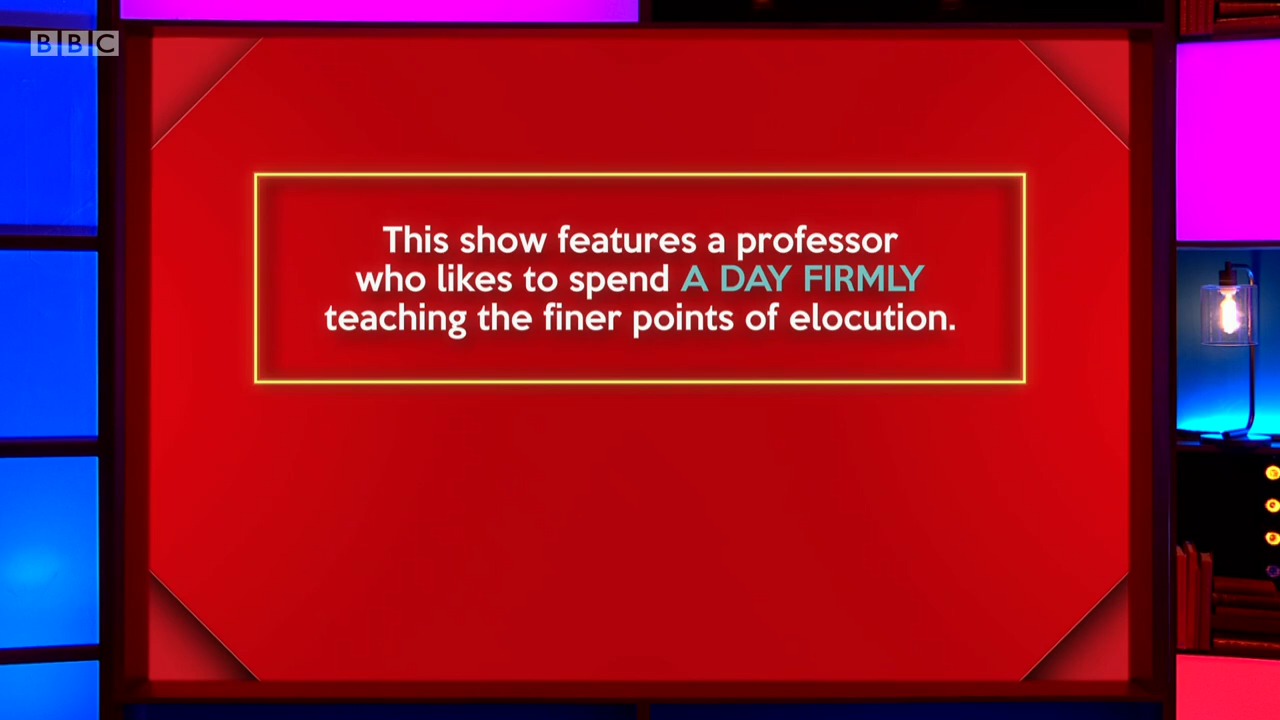 BBC
This show features a professor
who likes to spend A DAY FIRMLY
teaching the finer points of elocution.